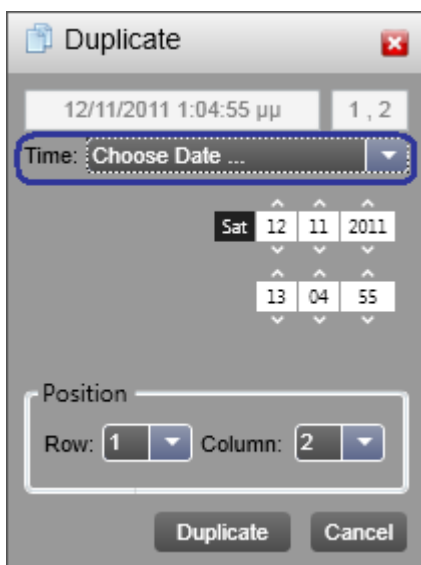 Duplicate
12/11/2011 1:04:55 μμ 1 , 2
Time: Choose Date ...
Sat 12 11 2011
13 04 55
Position
Row: 1 Column: 2
Duplicate Cancel